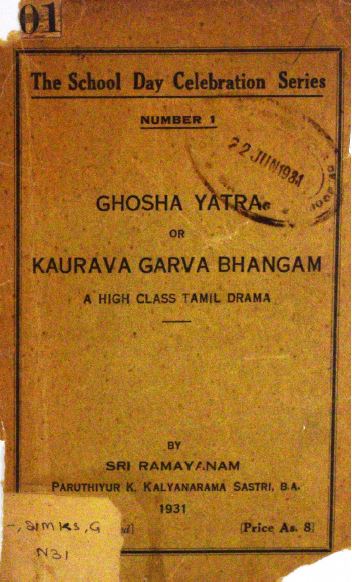 01
The School Day Celebration Series
NUMBER 1
22 JUN 1931
GHOSHA YATRA
OR
KAURAVA GARVA BHANGAM
A HIGH CLASS TAMIL DRAMA
BY
SRI RAMAYANAM
PARUTHIYUR K. KALYANARAMA SASTRI, B.A.
1931
[Price As. 8]
N31